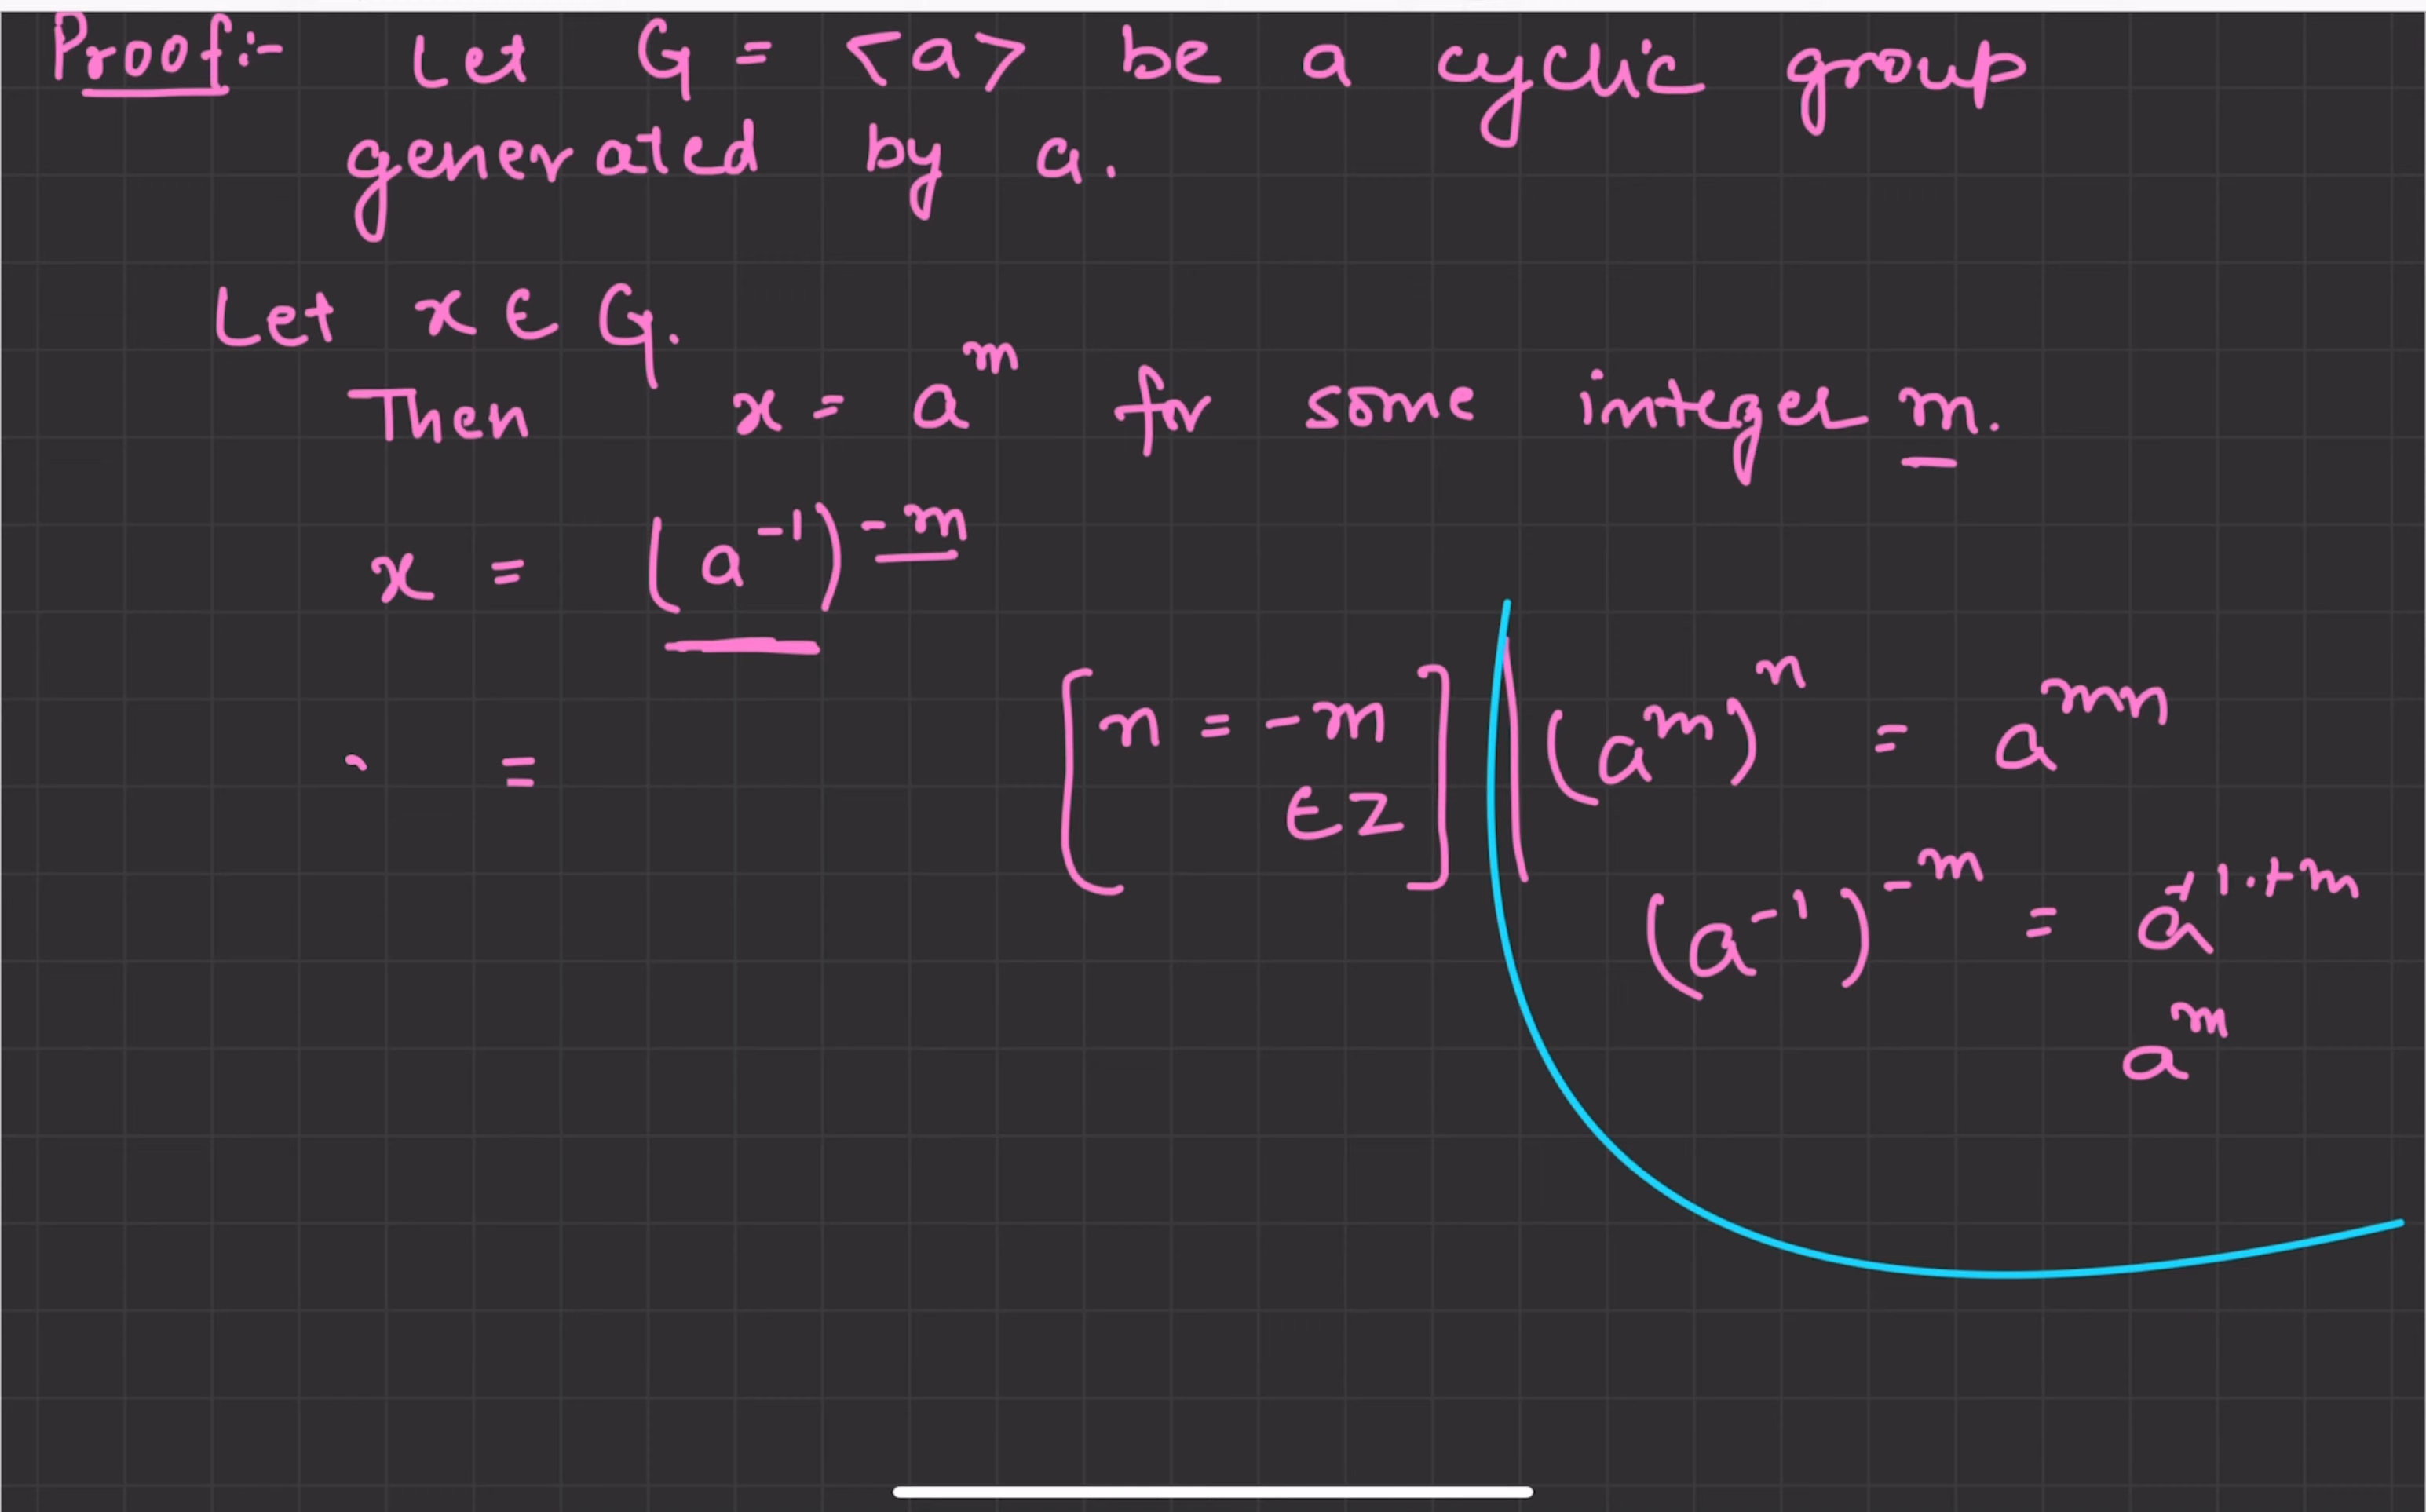 Proof:- Let G = <a> be a cyclic group
generated by a.
Let x ∈ G.
Then x = a^m for some integer m.
x = (a^-1)^-m
[n = -m
∈ Z]
=
(a^m)^n = a^mn
(a^-1)^-m = a^+1.+m
a^m